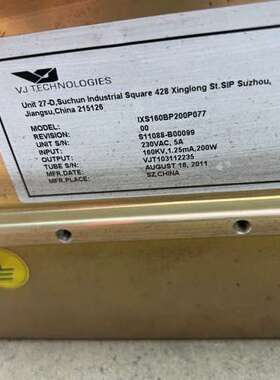 VJ TECHNOLOGIES
Unit 27-D,Suchun Industrial Square 428 Xinglong St.SIP Suzhou,
Jiangsu,China 215126
MODEL: IXS160BP200P077
REVISION: 00
UNIT S/N: S11088-B00099
INPUT: 230VAC, 5A
OUTPUT: 160KV,1.25mA,200W
TUBE S/N: VJT103112235
MFR.DATE: AUGUST 18, 2011
MFR.PLACE: SZ,CHINA